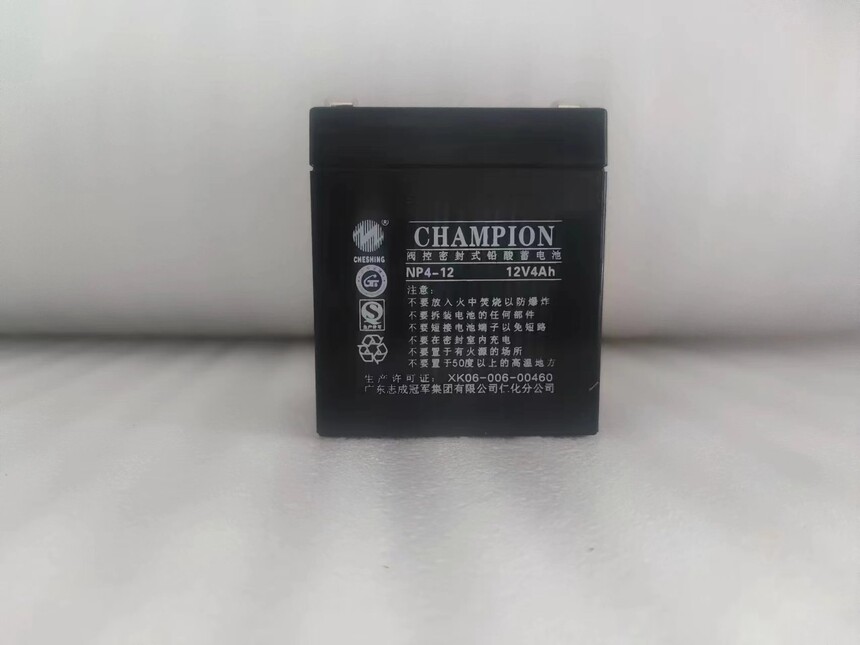 CHAMPION
阀控密封式铅酸蓄电池
NP4-12 12V4Ah
CHESHING
注意:
不要放入火中焚烧以防爆炸
不要拆装电池的任何部件
不要短接电池端子以免短路
不要在密封室内充电
不要置于有火源的场所
不要置于50度以上的高温地方
生产许可证: XK06-006-00460
广东志成冠军集团有限公司仁化分公司